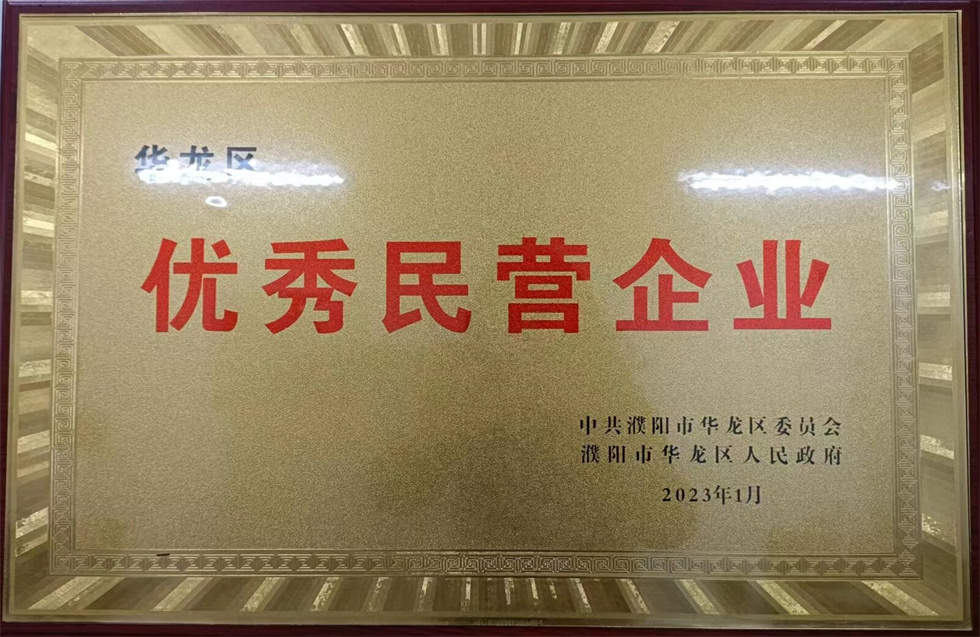 华龙区
优秀民营企业
中共濮阳市华龙区委员会
濮阳市华龙区人民政府
2023年1月